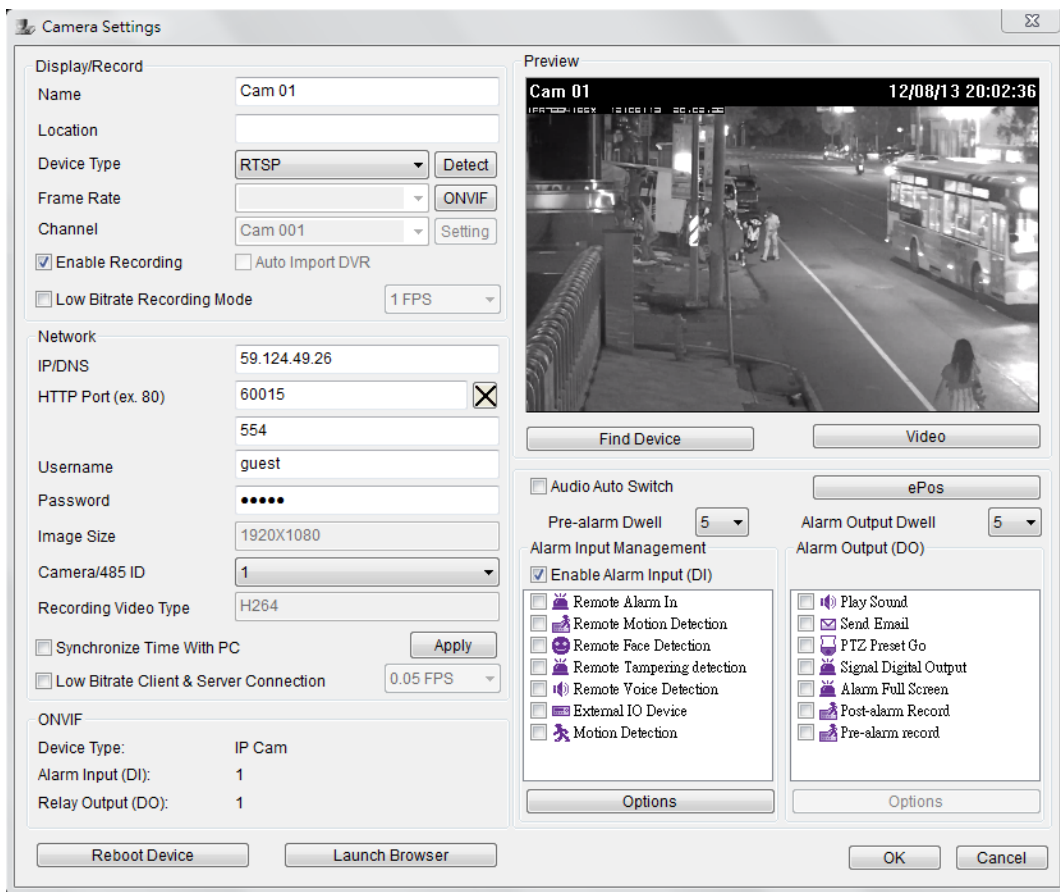 Camera Settings
Display/Record
Name
Cam 01
Location
Device Type
RTSP
Detect
Frame Rate
ONVIF
Channel
Cam 001
Setting
Enable Recording
Auto Import DVR
Low Bitrate Recording Mode
1 FPS
Network
IP/DNS
59.124.49.26
HTTP Port (ex. 80)
60015
554
Username
guest
Password
●●●●●
Image Size
1920X1080
Camera/485 ID
1
Recording Video Type
H264
Synchronize Time With PC
Apply
Low Bitrate Client & Server Connection
0.05 FPS
ONVIF
Device Type:
IP Cam
Alarm Input (DI):
1
Relay Output (DO):
1
Reboot Device
Launch Browser
Preview
Cam 01
12/08/13 20:02:36
Find Device
Video
Audio Auto Switch
ePos
Pre-alarm Dwell
5
Alarm Output Dwell
5
Alarm Input Management
Enable Alarm Input (DI)
Remote Alarm In
Remote Motion Detection
Remote Face Detection
Remote Tampering detection
Remote Voice Detection
External IO Device
Motion Detection
Options
Alarm Output (DO)
Play Sound
Send Email
PTZ Preset Go
Signal Digital Output
Alarm Full Screen
Post-alarm Record
Pre-alarm record
Options
OK
Cancel